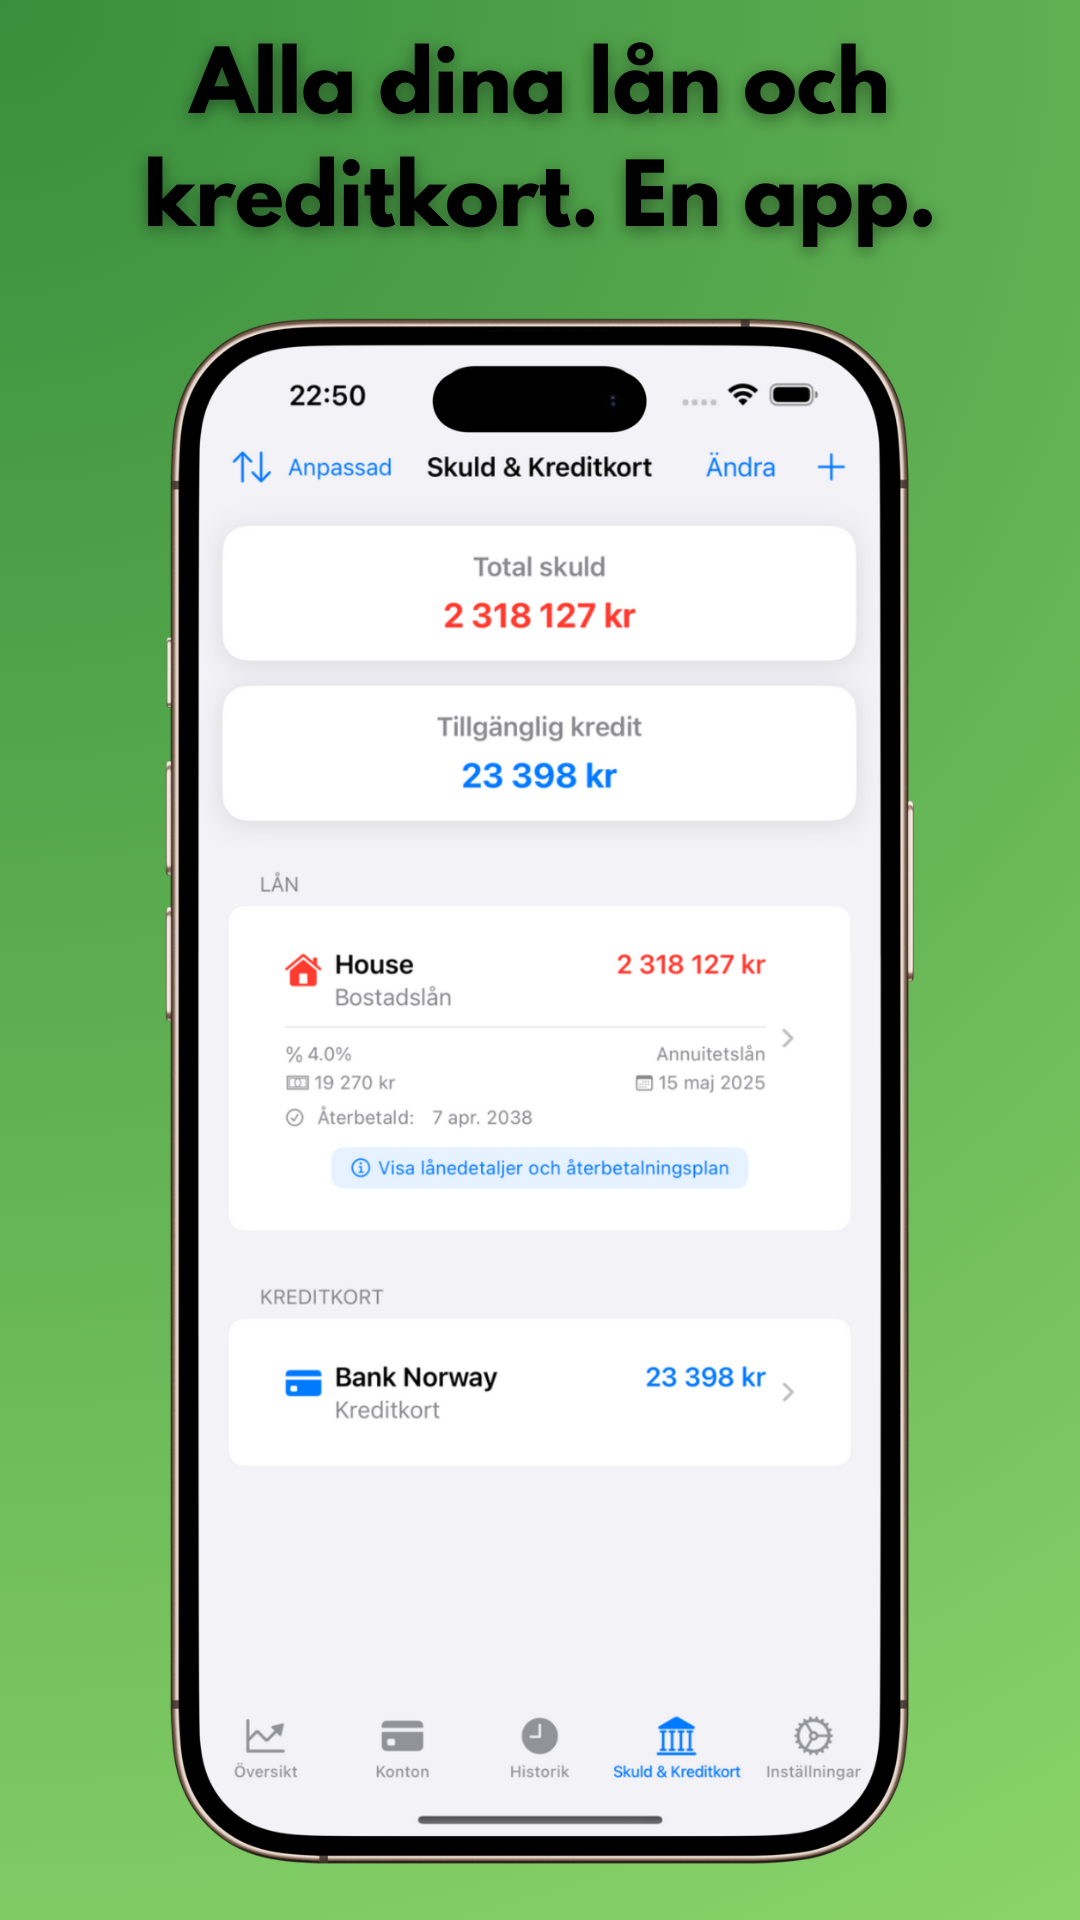 Alla dina lån och
kreditkort. En app.
22:50
Anpassad Skuld & Kreditkort Ändra
Total skuld
2 318 127 kr
Tillgänglig kredit
23 398 kr
LÅN
House 2 318 127 kr
Bostadslån
% 4.0% Annuitetslån
19 270 kr 15 maj 2025
Återbetald: 7 apr. 2038
Visa lånedetaljer och återbetalningsplan
KREDITKORT
Bank Norway 23 398 kr
Kreditkort
Översikt Konton Historik Skuld & Kreditkort Inställningar